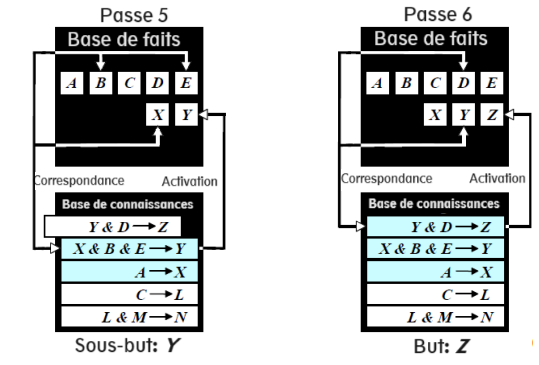 Passe 5
Base de faits
A B C D E
X Y
Correspondance
Activation
Base de connaissances
Y & D → Z
X & B & E → Y
A → X
C → L
L & M → N
Sous-but: Y
Passe 6
Base de faits
A B C D E
X Y Z
Correspondance
Activation
Base de connaissances
Y & D → Z
X & B & E → Y
A → X
C → L
L & M → N
But: Z